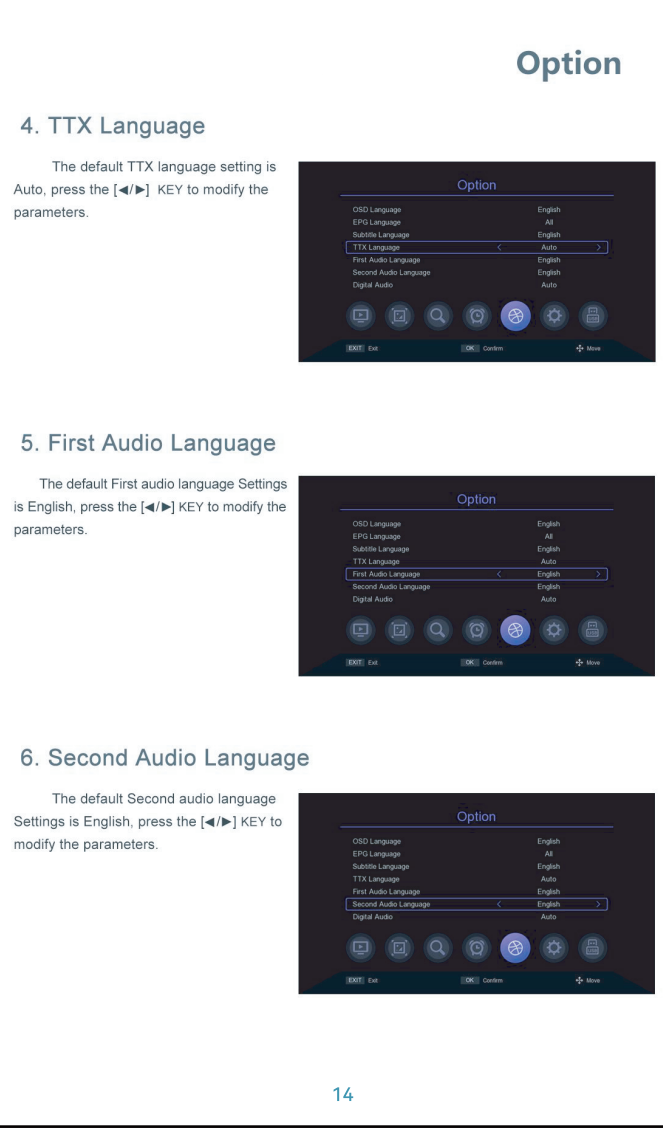 Option
4. TTX Language
The default TTX language setting is
Auto, press the [◄/►] KEY to modify the
parameters.
Option
OSD Language English
EPG Language All
Subtitle Language English
TTX Language < Auto >
First Audio Language English
Second Audio Language English
Digital Audio Auto
USB
EXIT Exit OK Confirm Move
5. First Audio Language
The default First audio language Settings
is English, press the [◄/►] KEY to modify the
parameters.
Option
OSD Language English
EPG Language All
Subtitle Language English
TTX Language Auto
First Audio Language < English >
Second Audio Language English
Digital Audio Auto
USB
EXIT Exit OK Confirm Move
6. Second Audio Language
The default Second audio language
Settings is English, press the [◄/►] KEY to
modify the parameters.
Option
OSD Language English
EPG Language All
Subtitle Language English
TTX Language Auto
First Audio Language English
Second Audio Language < English >
Digital Audio Auto
USB
EXIT Exit OK Confirm Move
14